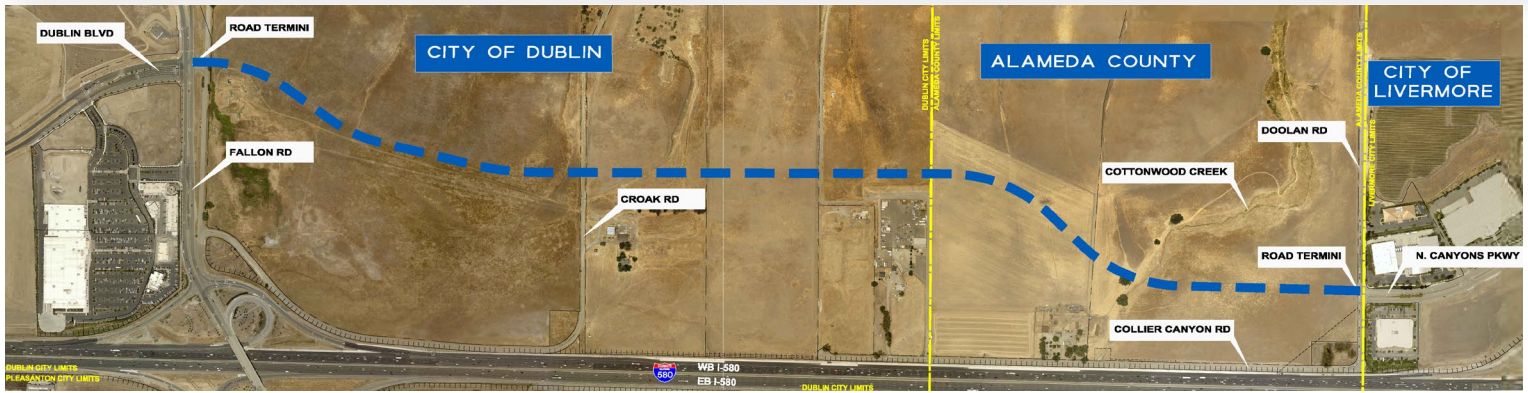 DUBLIN BLVD
ROAD TERMINI
CITY OF DUBLIN
DUBLIN CITY LIMITS
ALAMEDA COUNTY LIMITS
ALAMEDA COUNTY
ALAMEDA COUNTY LIMITS
LIVERMORE CITY LIMITS
CITY OF
LIVERMORE
DOOLAN RD
FALLON RD
COTTONWOOD CREEK
CROAK RD
ROAD TERMINI
N. CANYONS PKWY
COLLIER CANYON RD
DUBLIN CITY LIMITS
PLEASANTON CITY LIMITS
580
WB I-580
EB I-580
DUBLIN CITY LIMITS